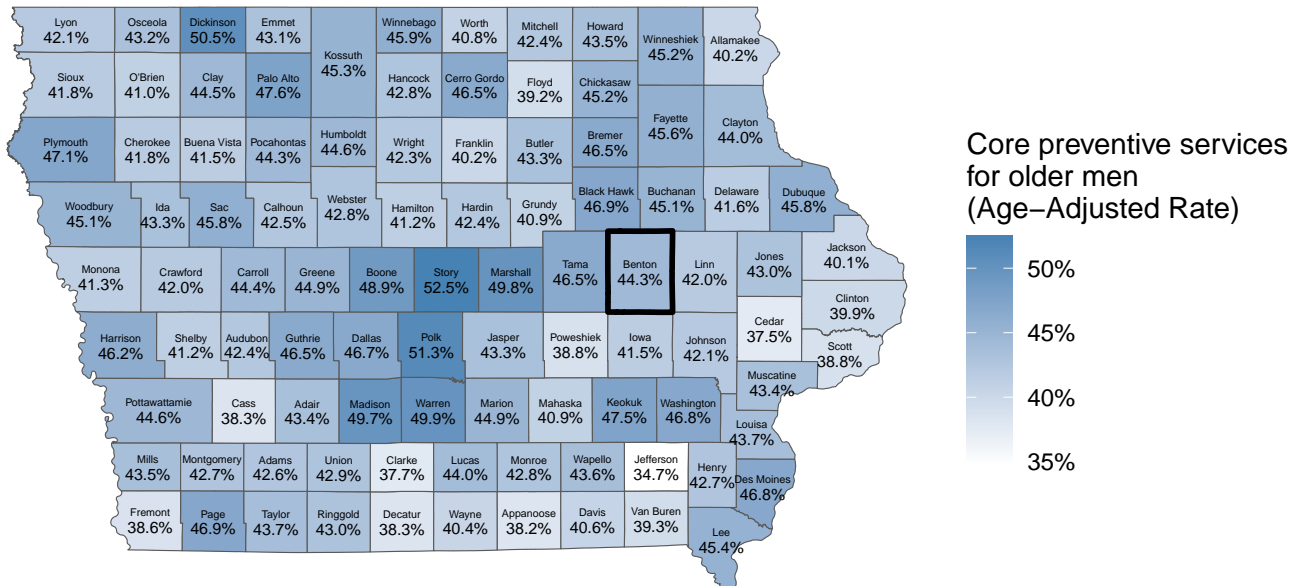 Lyon
42.1%
Osceola
43.2%
Dickinson
50.5%
Emmet
43.1%
Kossuth
45.3%
Winnebago
45.9%
Worth
40.8%
Mitchell
42.4%
Howard
43.5%
Winneshiek
45.2%
Allamakee
40.2%
Sioux
41.8%
O'Brien
41.0%
Clay
44.5%
Palo Alto
47.6%
Hancock
42.8%
Cerro Gordo
46.5%
Floyd
39.2%
Chickasaw
45.2%
Plymouth
47.1%
Cherokee
41.8%
Buena Vista
41.5%
Pocahontas
44.3%
Humboldt
44.6%
Wright
42.3%
Franklin
40.2%
Butler
43.3%
Bremer
46.5%
Fayette
45.6%
Clayton
44.0%
Woodbury
45.1%
Ida
43.3%
Sac
45.8%
Calhoun
42.5%
Webster
42.8%
Hamilton
41.2%
Hardin
42.4%
Grundy
40.9%
Black Hawk
46.9%
Buchanan
45.1%
Delaware
41.6%
Dubuque
45.8%
Monona
41.3%
Crawford
42.0%
Carroll
44.4%
Greene
44.9%
Boone
48.9%
Story
52.5%
Marshall
49.8%
Tama
46.5%
Benton
44.3%
Linn
42.0%
Jones
43.0%
Jackson
40.1%
Clinton
39.9%
Harrison
46.2%
Shelby
41.2%
Audubon
42.4%
Guthrie
46.5%
Dallas
46.7%
Polk
51.3%
Jasper
43.3%
Poweshiek
38.8%
Iowa
41.5%
Johnson
42.1%
Cedar
37.5%
Scott
38.8%
Muscatine
43.4%
Pottawattamie
44.6%
Cass
38.3%
Adair
43.4%
Madison
49.7%
Warren
49.9%
Marion
44.9%
Mahaska
40.9%
Keokuk
47.5%
Washington
46.8%
Louisa
43.7%
Mills
43.5%
Montgomery
42.7%
Adams
42.6%
Union
42.9%
Clarke
37.7%
Lucas
44.0%
Monroe
42.8%
Wapello
43.6%
Jefferson
34.7%
Henry
42.7%
Des Moines
46.8%
Fremont
38.6%
Page
46.9%
Taylor
43.7%
Ringgold
43.0%
Decatur
38.3%
Wayne
40.4%
Appanoose
38.2%
Davis
40.6%
Van Buren
39.3%
Lee
45.4%
Core preventive services
for older men
(Age−Adjusted Rate)
50%
45%
40%
35%